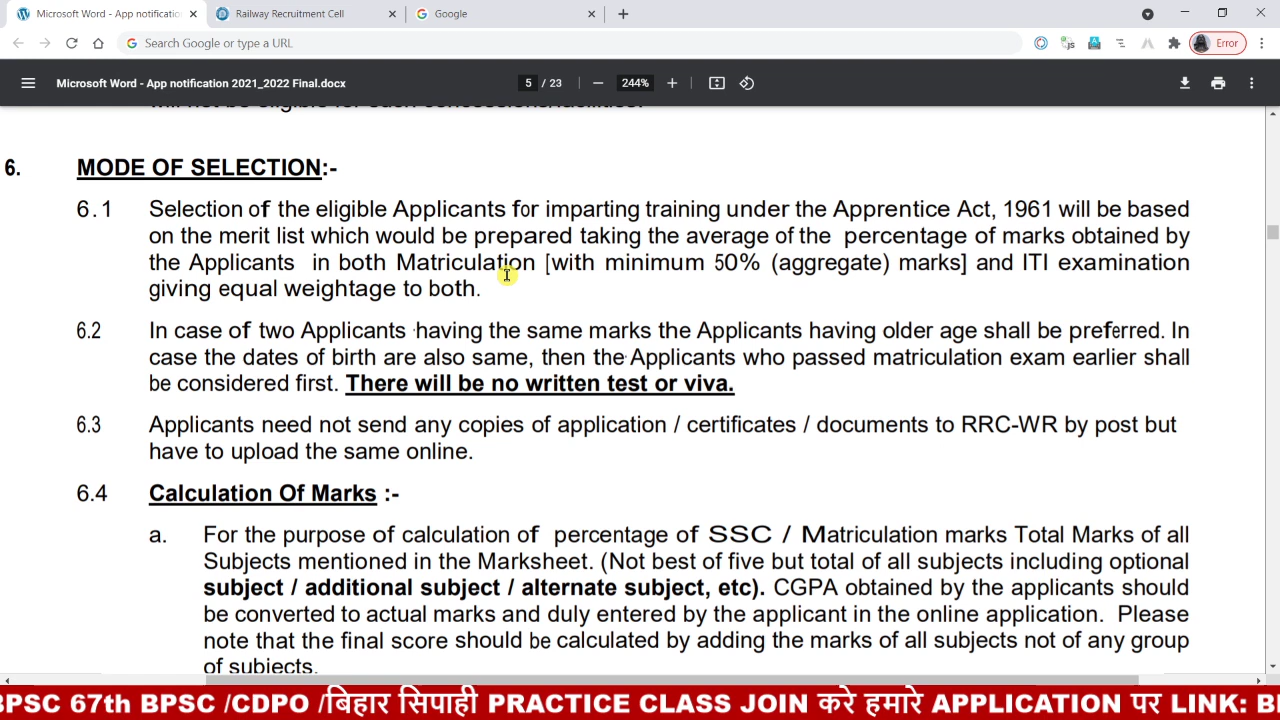 Microsoft Word - App notification
Railway Recruitment Cell
Google
Search Google or type a URL
Error
Microsoft Word - App notification 2021_2022 Final.docx
5 / 23
244%
will not be eligible for such concessions/facilities.
6. MODE OF SELECTION:-
6.1 Selection of the eligible Applicants for imparting training under the Apprentice Act, 1961 will be based
on the merit list which would be prepared taking the average of the percentage of marks obtained by
the Applicants in both Matriculation [with minimum 50% (aggregate) marks] and ITI examination
giving equal weightage to both.
6.2 In case of two Applicants having the same marks the Applicants having older age shall be preferred. In
case the dates of birth are also same, then the Applicants who passed matriculation exam earlier shall
be considered first. There will be no written test or viva.
6.3 Applicants need not send any copies of application / certificates / documents to RRC-WR by post but
have to upload the same online.
6.4 Calculation Of Marks :-
a. For the purpose of calculation of percentage of SSC / Matriculation marks Total Marks of all
Subjects mentioned in the Marksheet. (Not best of five but total of all subjects including optional
subject / additional subject / alternate subject, etc). CGPA obtained by the applicants should
be converted to actual marks and duly entered by the applicant in the online application. Please
note that the final score should be calculated by adding the marks of all subjects not of any group
of subjects.
BPSC 67th BPSC /CDPO /बिहार सिपाही PRACTICE CLASS JOIN करे हमारे APPLICATION पर LINK: